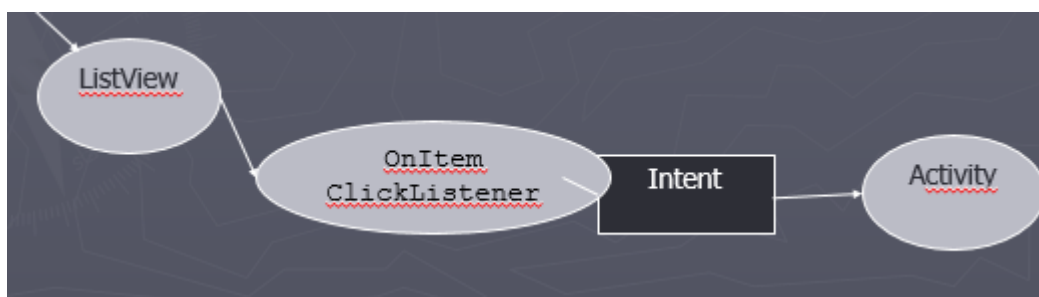 ListView
OnItem
ClickListener
Intent
Activity